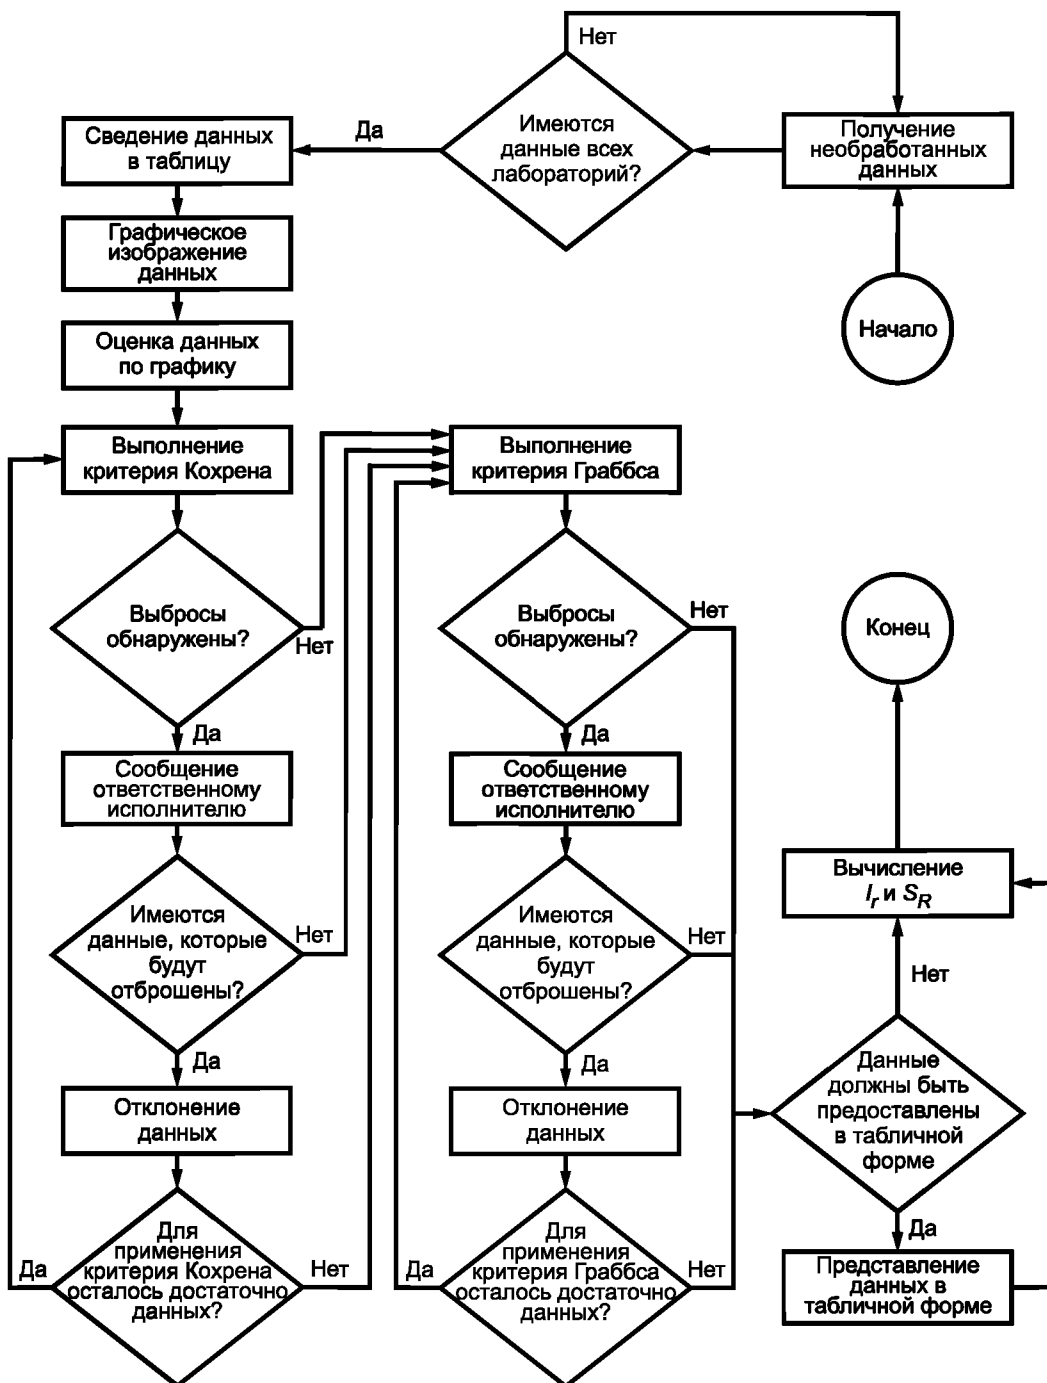 Начало
Получение
необработанных
данных
Имеются
данные всех
лабораторий?
Нет
Да
Сведение данных
в таблицу
Графическое
изображение
данных
Оценка данных
по графику
Выполнение
критерия Кохрена
Выбросы
обнаружены?
Нет
Да
Сообщение
ответственному
исполнителю
Имеются
данные, которые
будут
отброшены?
Нет
Да
Отклонение
данных
Для
применения
критерия Кохрена
осталось достаточно
данных?
Да
Нет
Выполнение
критерия Граббса
Выбросы
обнаружены?
Нет
Да
Сообщение
ответственному
исполнителю
Имеются
данные, которые
будут
отброшены?
Нет
Да
Отклонение
данных
Для
применения
критерия Граббса
осталось достаточно
данных?
Да
Нет
Данные
должны быть
предоставлены
в табличной
форме
Нет
Да
Представление
данных в
табличной форме
Вычисление
I_r и S_R
Конец